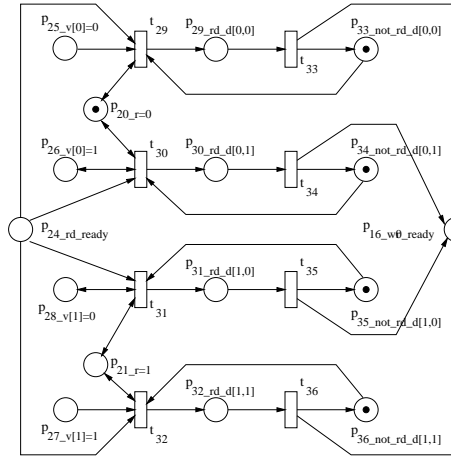 p25_v[0]=0
t29
p29_rd_d[0,0]
p33_not_rd_d[0,0]
t33
p20_r=0
p26_v[0]=1
t30
p30_rd_d[0,1]
p34_not_rd_d[0,1]
t34
p24_rd_ready
p31_rd_d[1,0]
t35
p28_v[1]=0
t31
p35_not_rd_d[1,0]
p21_r=1
p32_rd_d[1,1]
t36
p27_v[1]=1
t32
p36_not_rd_d[1,1]